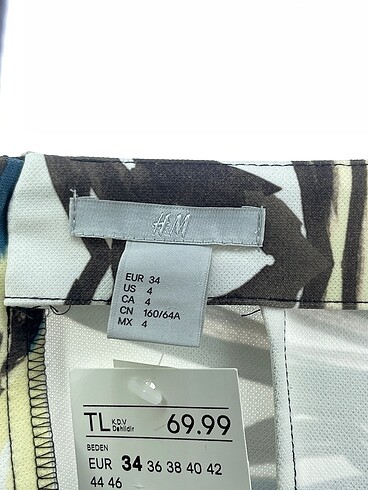 H&M
EUR 34
US 4
CA 4
CN 160/64A
MX 4
TL K.D.V Dahildir 69.99
BEDEN
EUR 34 36 38 40 42
44 46